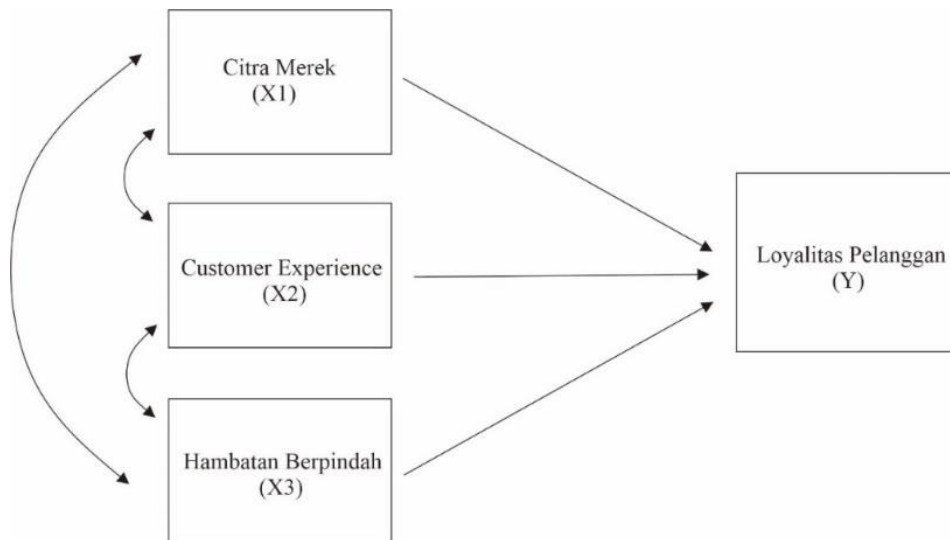 Citra Merek
(X1)
Customer Experience
(X2)
Loyalitas Pelanggan
(Y)
Hambatan Berpindah
(X3)